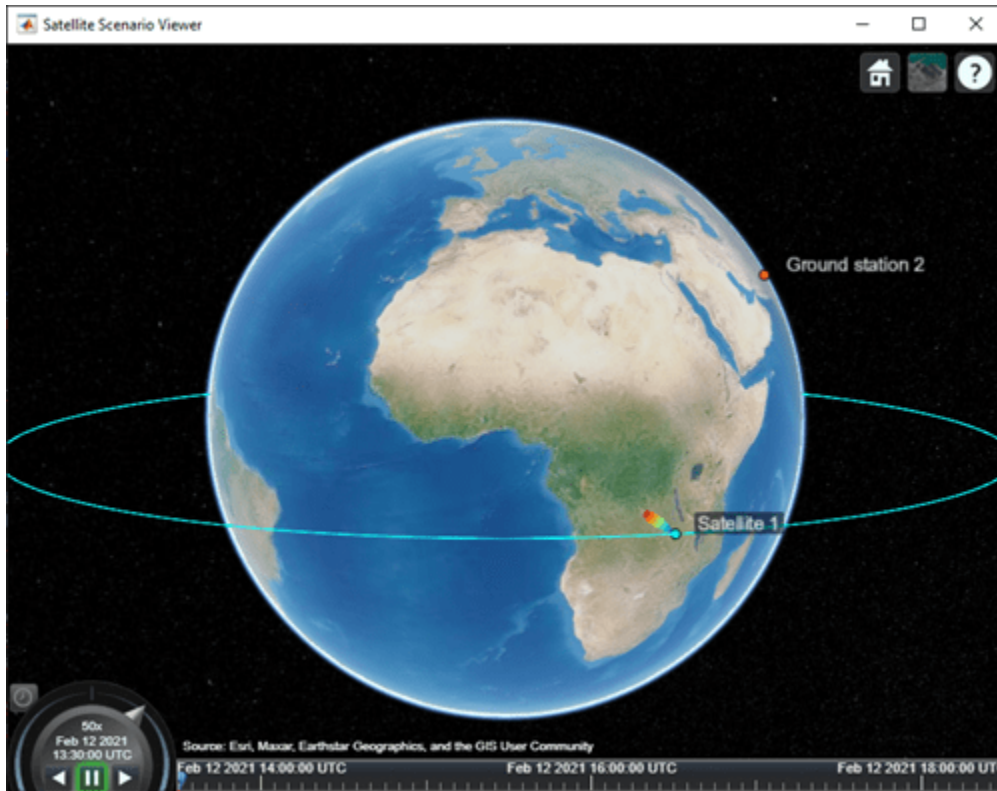 Satellite Scenario Viewer
?
Ground station 2
Satellite 1
50x
Feb 12 2021
13:30:00 UTC
Source: Esri, Maxar, Earthstar Geographics, and the GIS User Community
Feb 12 2021 14:00:00 UTC
Feb 12 2021 16:00:00 UTC
Feb 12 2021 18:00:00 UT